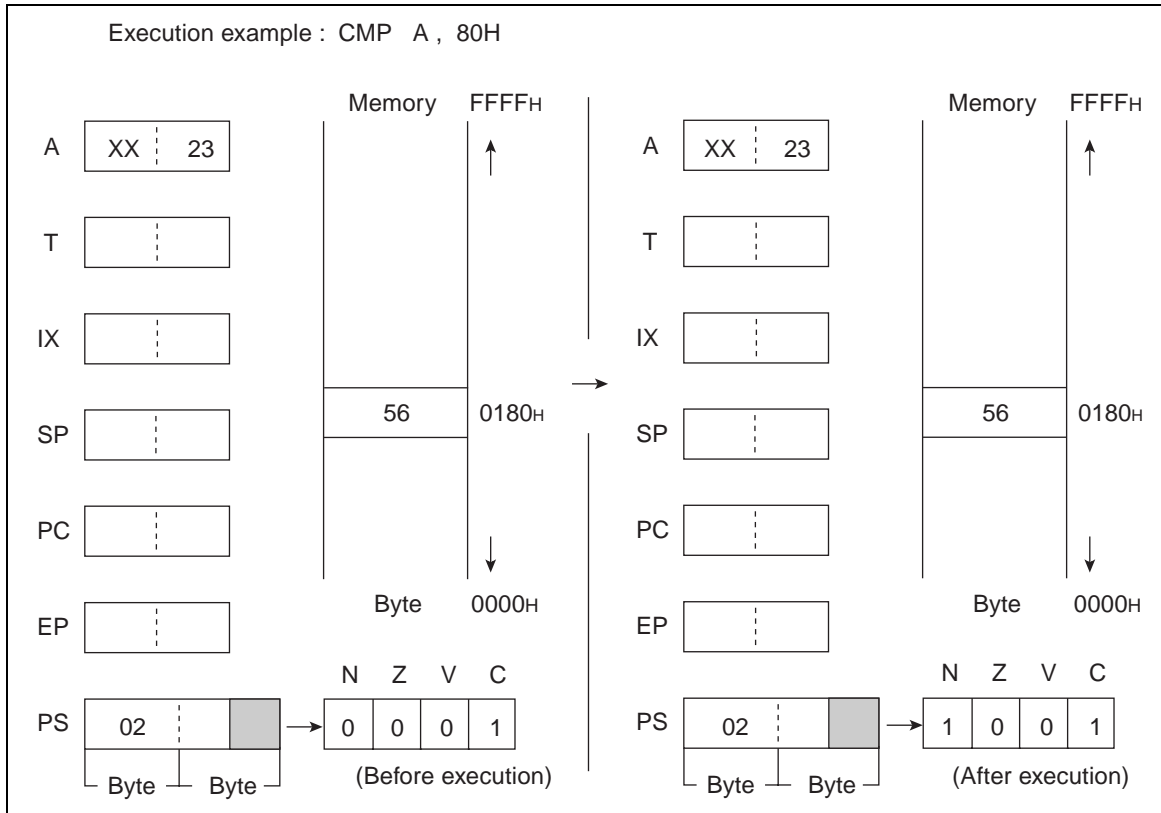 Execution example : CMP A , 80H
Memory FFFFH
A XX 23
T
IX
56 0180H
SP
PC
Byte 0000H
EP
N Z V C
PS 02 0 0 0 1
Byte Byte (Before execution)
Memory FFFFH
A XX 23
T
IX
56 0180H
SP
PC
Byte 0000H
EP
N Z V C
PS 02 1 0 0 1
Byte Byte (After execution)